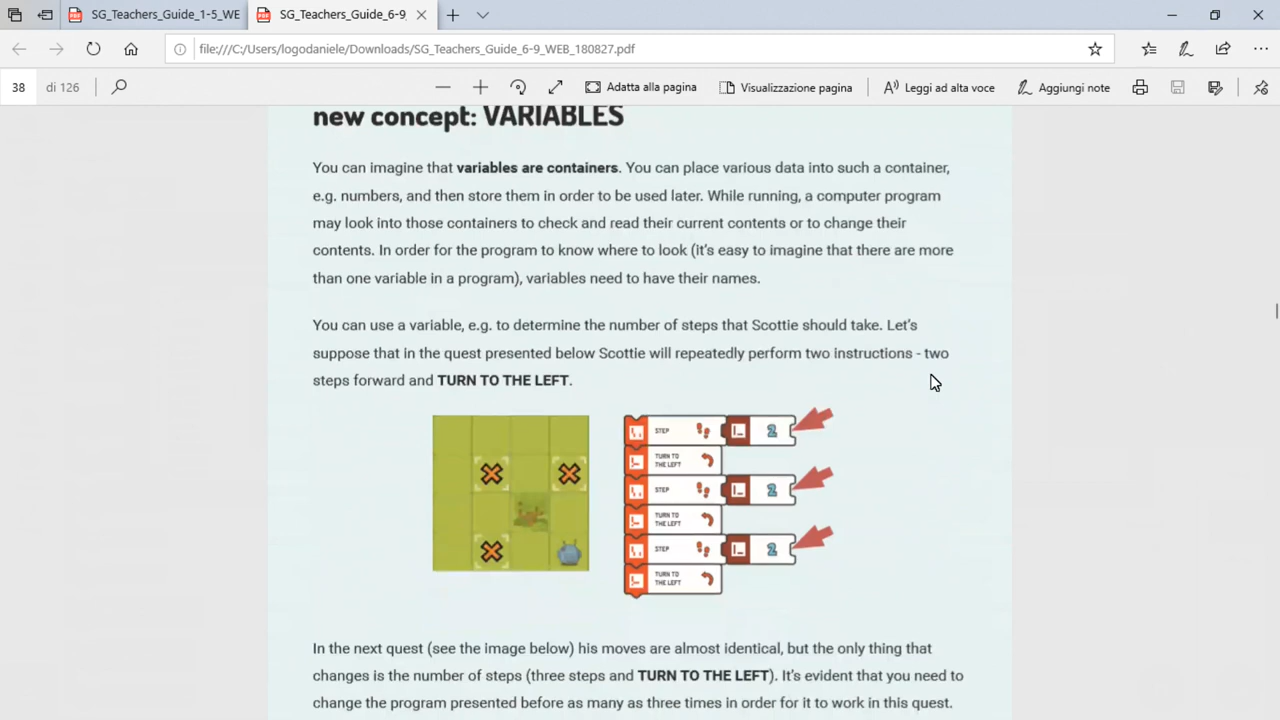 SG_Teachers_Guide_1-5_WE
SG_Teachers_Guide_6-9_
file:///C:/Users/logodaniele/Downloads/SG_Teachers_Guide_6-9_WEB_180827.pdf
38 di 126
Adatta alla pagina
Visualizzazione pagina
Leggi ad alta voce
Aggiungi note
new concept: VARIABLES
You can imagine that variables are containers. You can place various data into such a container,
e.g. numbers, and then store them in order to be used later. While running, a computer program
may look into those containers to check and read their current contents or to change their
contents. In order for the program to know where to look (it's easy to imagine that there are more
than one variable in a program), variables need to have their names.
You can use a variable, e.g. to determine the number of steps that Scottie should take. Let's
suppose that in the quest presented below Scottie will repeatedly perform two instructions - two
steps forward and TURN TO THE LEFT.
STEP 2
TURN TO
THE LEFT
STEP 2
TURN TO
THE LEFT
STEP 2
TURN TO
THE LEFT
In the next quest (see the image below) his moves are almost identical, but the only thing that
changes is the number of steps (three steps and TURN TO THE LEFT). It's evident that you need to
change the program presented before as many as three times in order for it to work in this quest.